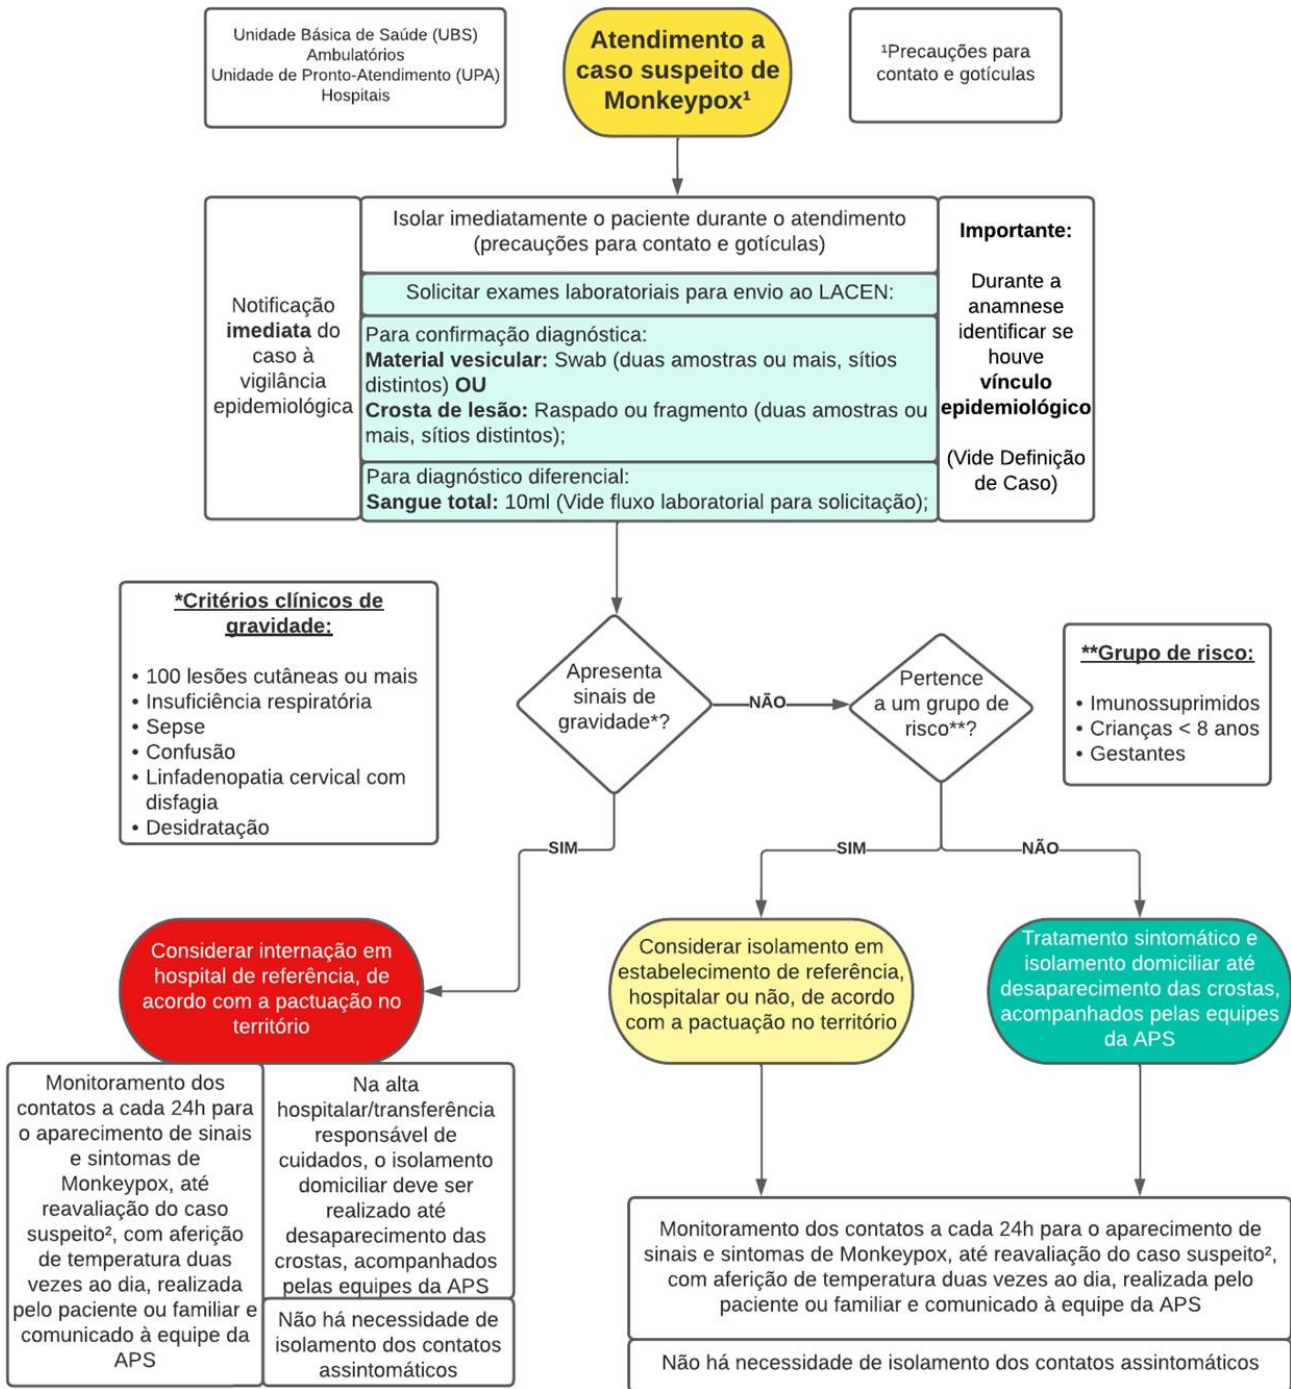 Unidade Básica de Saúde (UBS)
Ambulatórios
Unidade de Pronto-Atendimento (UPA)
Hospitais
Atendimento a
caso suspeito de
Monkeypox¹
¹Precauções para
contato e gotículas
Notificação
imediata do
caso à
vigilância
epidemiológica
Isolar imediatamente o paciente durante o atendimento
(precauções para contato e gotículas)
Solicitar exames laboratoriais para envio ao LACEN:
Para confirmação diagnóstica:
Material vesicular: Swab (duas amostras ou mais, sítios
distintos) OU
Crosta de lesão: Raspado ou fragmento (duas amostras ou
mais, sítios distintos);
Para diagnóstico diferencial:
Sangue total: 10ml (Vide fluxo laboratorial para solicitação);
Importante:
Durante a
anamnese
identificar se
houve
vínculo
epidemiológico
(Vide Definição
de Caso)
*Critérios clínicos de
gravidade:
• 100 lesões cutâneas ou mais
• Insuficiência respiratória
• Sepse
• Confusão
• Linfadenopatia cervical com
disfagia
• Desidratação
Apresenta
sinais de
gravidade*?
NÃO
Pertence
a um grupo de
risco**?
**Grupo de risco:
• Imunossuprimidos
• Crianças < 8 anos
• Gestantes
SIM
SIM
NÃO
Considerar internação em
hospital de referência, de
acordo com a pactuação no
território
Considerar isolamento em
estabelecimento de referência,
hospitalar ou não, de acordo
com a pactuação no território
Tratamento sintomático e
isolamento domiciliar até
desaparecimento das crostas,
acompanhados pelas equipes
da APS
Monitoramento dos
contatos a cada 24h para
o aparecimento de sinais
e sintomas de
Monkeypox, até
reavaliação do caso
suspeito², com aferição
de temperatura duas
vezes ao dia, realizada
pelo paciente ou familiar e
comunicado à equipe da
APS
Na alta
hospitalar/transferência
responsável de
cuidados, o isolamento
domiciliar deve ser
realizado até
desaparecimento das
crostas, acompanhados
pelas equipes da APS
Não há necessidade de
isolamento dos contatos
assintomáticos
Monitoramento dos contatos a cada 24h para o aparecimento de
sinais e sintomas de Monkeypox, até reavaliação do caso suspeito²,
com aferição de temperatura duas vezes ao dia, realizada pelo
paciente ou familiar e comunicado à equipe da APS
Não há necessidade de isolamento dos contatos assintomáticos